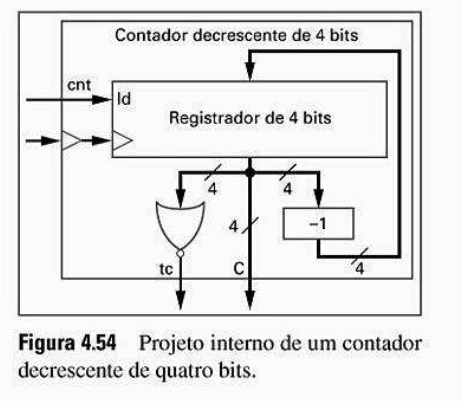 Contador decrescente de 4 bits
cnt
ld
Registrador de 4 bits
4
4
4
–1
tc
C
4
Figura 4.54 Projeto interno de um contador
decrescente de quatro bits.